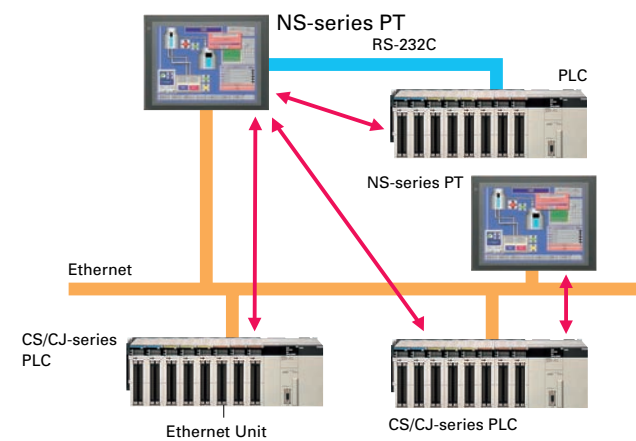 NS-series PT
RS-232C
PLC
NS-series PT
Ethernet
CS/CJ-series
PLC
Ethernet Unit
CS/CJ-series PLC